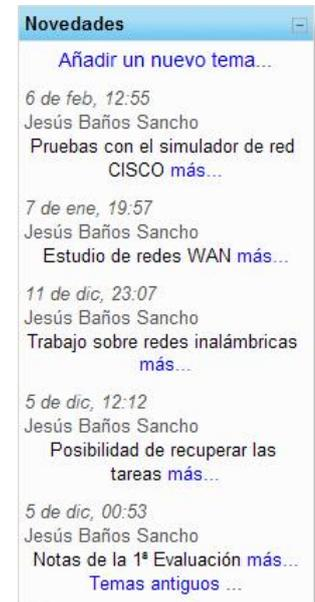 Novedades
Añadir un nuevo tema...
6 de feb, 12:55
Jesús Baños Sancho
Pruebas con el simulador de red
CISCO más...
7 de ene, 19:57
Jesús Baños Sancho
Estudio de redes WAN más...
11 de dic, 23:07
Jesús Baños Sancho
Trabajo sobre redes inalámbricas
más...
5 de dic, 12:12
Jesús Baños Sancho
Posibilidad de recuperar las
tareas más...
5 de dic, 00:53
Jesús Baños Sancho
Notas de la 1ª Evaluación más...
Temas antiguos ...